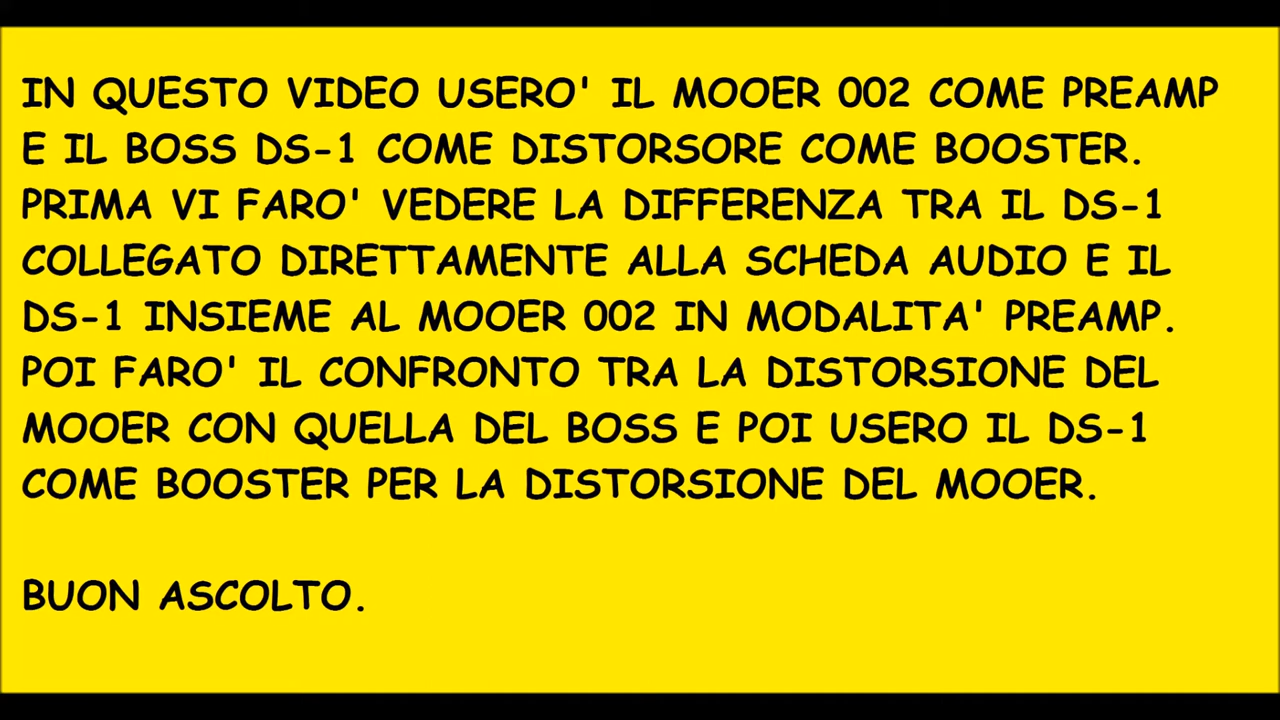 IN QUESTO VIDEO USERO' IL MOOER 002 COME PREAMP
E IL BOSS DS-1 COME DISTORSORE COME BOOSTER.
PRIMA VI FARO' VEDERE LA DIFFERENZA TRA IL DS-1
COLLEGATO DIRETTAMENTE ALLA SCHEDA AUDIO E IL
DS-1 INSIEME AL MOOER 002 IN MODALITA' PREAMP.
POI FARO' IL CONFRONTO TRA LA DISTORSIONE DEL
MOOER CON QUELLA DEL BOSS E POI USERO IL DS-1
COME BOOSTER PER LA DISTORSIONE DEL MOOER.
BUON ASCOLTO.